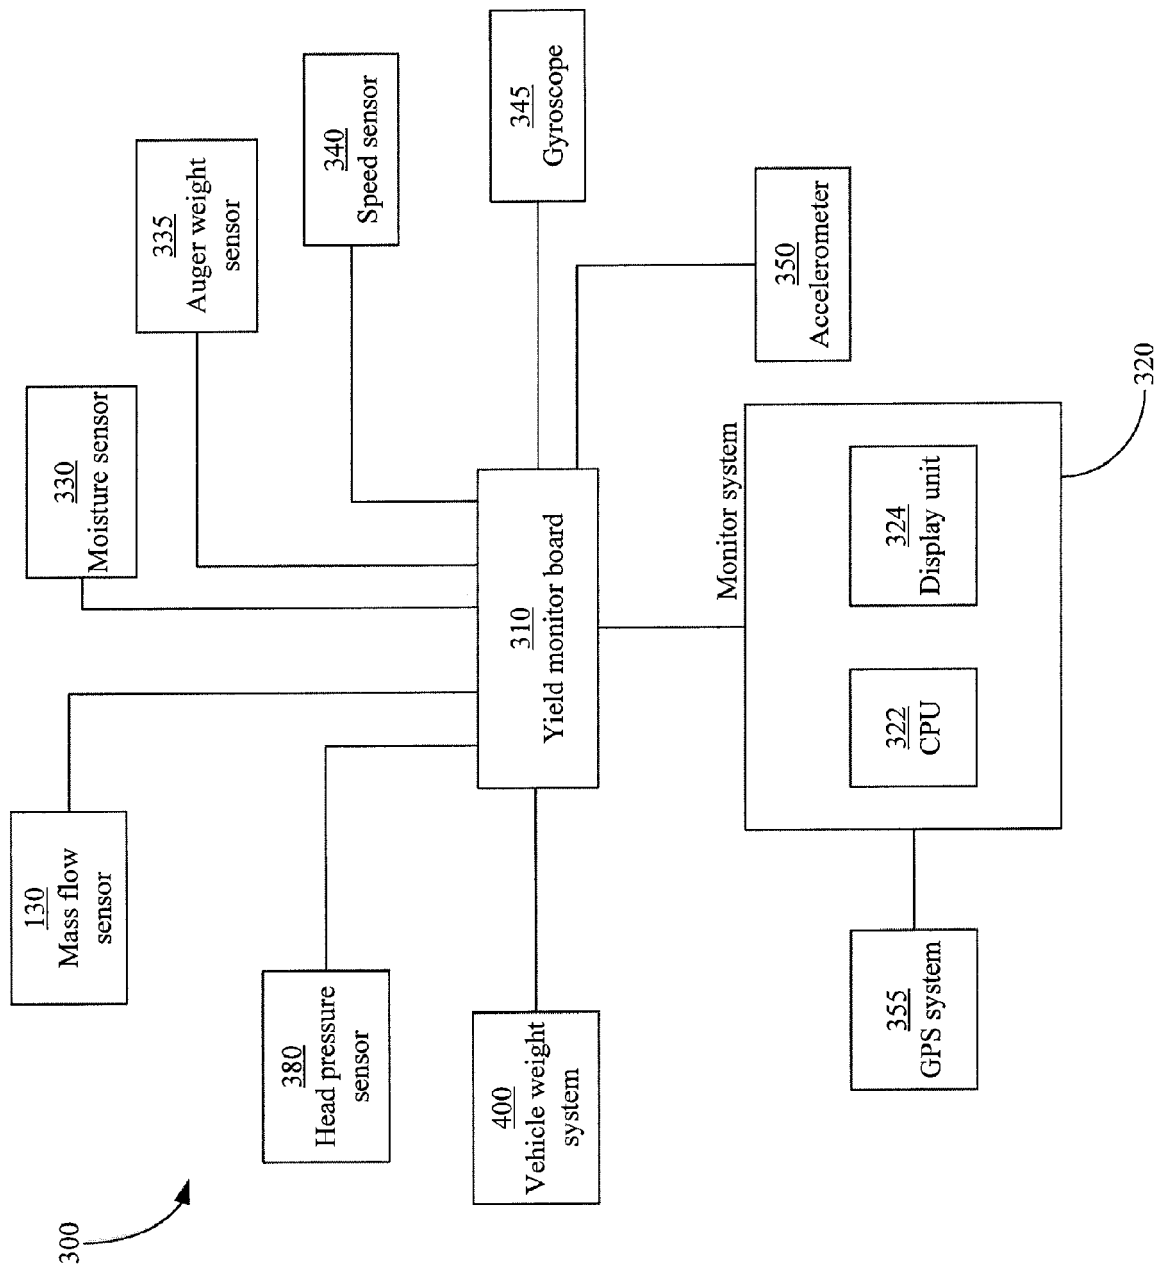 300
130
Mass flow
sensor
330
Moisture sensor
335
Auger weight
sensor
380
Head pressure
sensor
340
Speed sensor
400
Vehicle weight
system
310
Yield monitor board
345
Gyroscope
Monitor system
350
Accelerometer
355
GPS system
322
CPU
324
Display unit
320